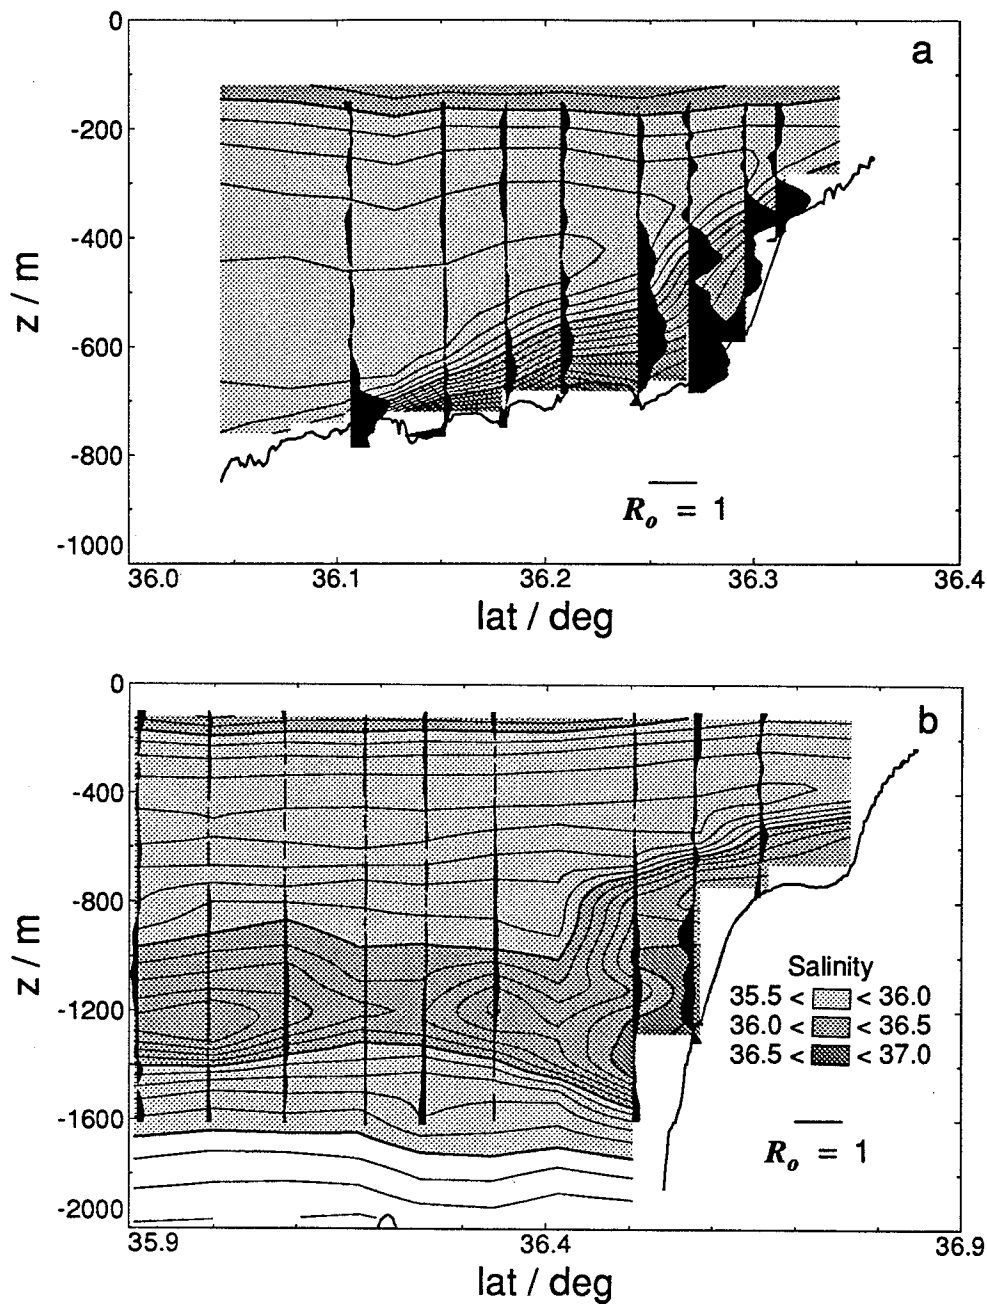 a
0
-200
-400
-600
-800
-1000
z / m
R_o = 1
36.0 36.1 36.2 36.3 36.4
lat / deg
b
0
-400
-800
-1200
-1600
-2000
z / m
Salinity
35.5 < < 36.0
36.0 < < 36.5
36.5 < < 37.0
R_o = 1
35.9 36.4 36.9
lat / deg